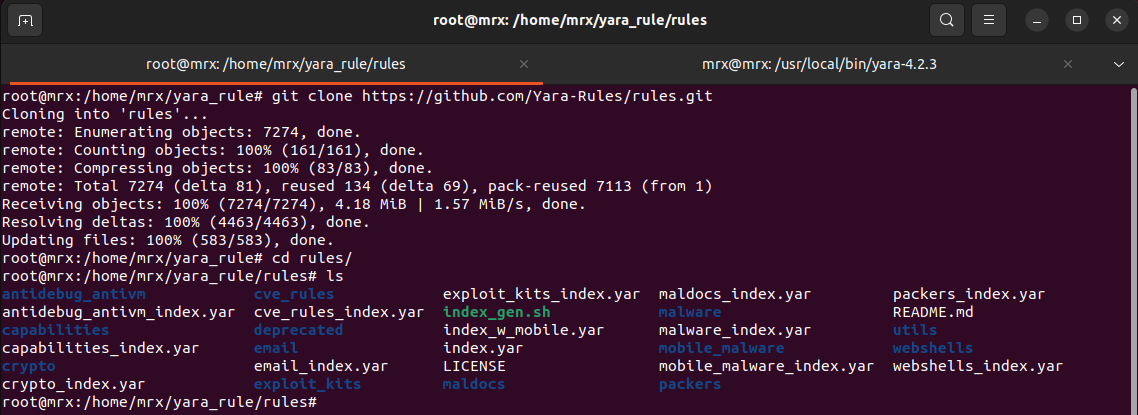 root@mrx: /home/mrx/yara_rule/rules
root@mrx: /home/mrx/yara_rule/rules mrx@mrx: /usr/local/bin/yara-4.2.3
root@mrx:/home/mrx/yara_rule# git clone https://github.com/Yara-Rules/rules.git
Cloning into 'rules'...
remote: Enumerating objects: 7274, done.
remote: Counting objects: 100% (161/161), done.
remote: Compressing objects: 100% (83/83), done.
remote: Total 7274 (delta 81), reused 134 (delta 69), pack-reused 7113 (from 1)
Receiving objects: 100% (7274/7274), 4.18 MiB | 1.57 MiB/s, done.
Resolving deltas: 100% (4463/4463), done.
Updating files: 100% (583/583), done.
root@mrx:/home/mrx/yara_rule# cd rules/
root@mrx:/home/mrx/yara_rule/rules# ls
antidebug_antivm cve_rules exploit_kits_index.yar maldocs_index.yar packers_index.yar
antidebug_antivm_index.yar cve_rules_index.yar index_gen.sh malware README.md
capabilities deprecated index_w_mobile.yar malware_index.yar utils
capabilities_index.yar email index.yar mobile_malware webshells
crypto email_index.yar LICENSE mobile_malware_index.yar webshells_index.yar
crypto_index.yar exploit_kits maldocs packers
root@mrx:/home/mrx/yara_rule/rules#